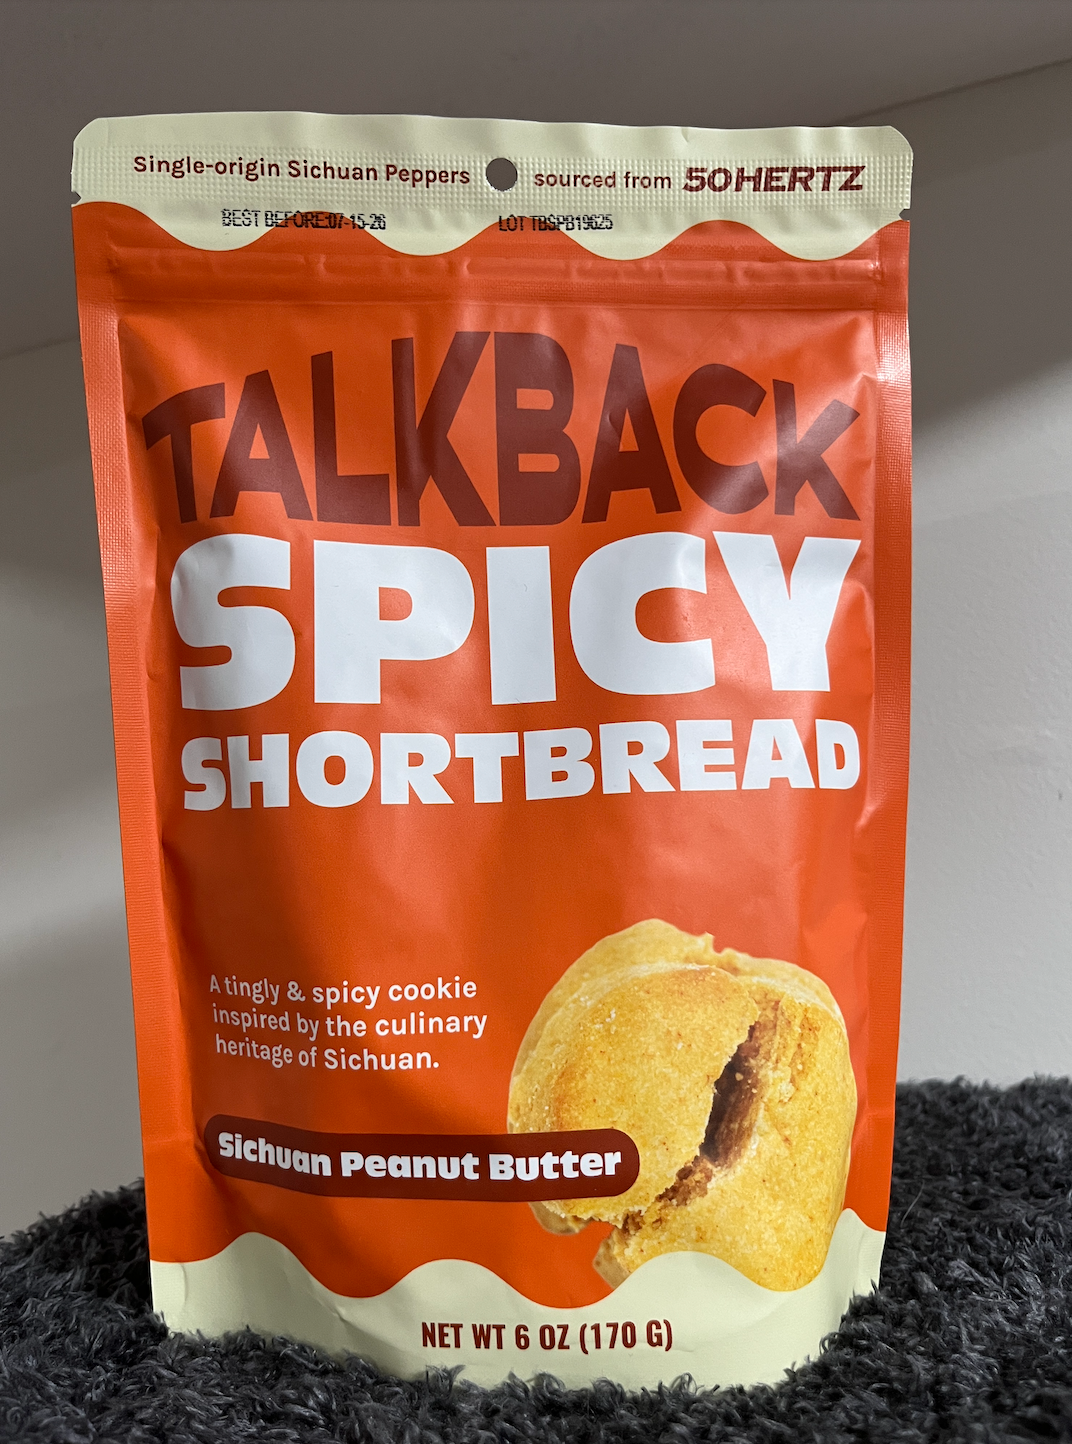 Single-origin Sichuan Peppers sourced from 50HERTZ
BEST BEFORE:07-15-26 LOT TBSPB19625
TALKBACK
SPICY
SHORTBREAD
A tingly & spicy cookie
inspired by the culinary
heritage of Sichuan.
Sichuan Peanut Butter
NET WT 6 OZ (170 G)